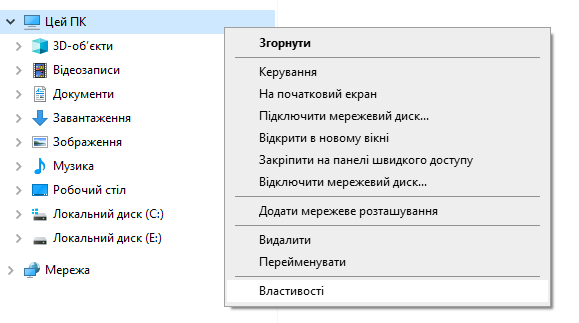 Цей ПК
3D-об'єкти
Відеозаписи
Документи
Завантаження
Зображення
Музика
Робочий стіл
Локальний диск (C:)
Локальний диск (E:)
Мережа
Згорнути
Керування
На початковий екран
Підключити мережевий диск...
Відкрити в новому вікні
Закріпити на панелі швидкого доступу
Відключити мережевий диск...
Додати мережеве розташування
Видалити
Перейменувати
Властивості